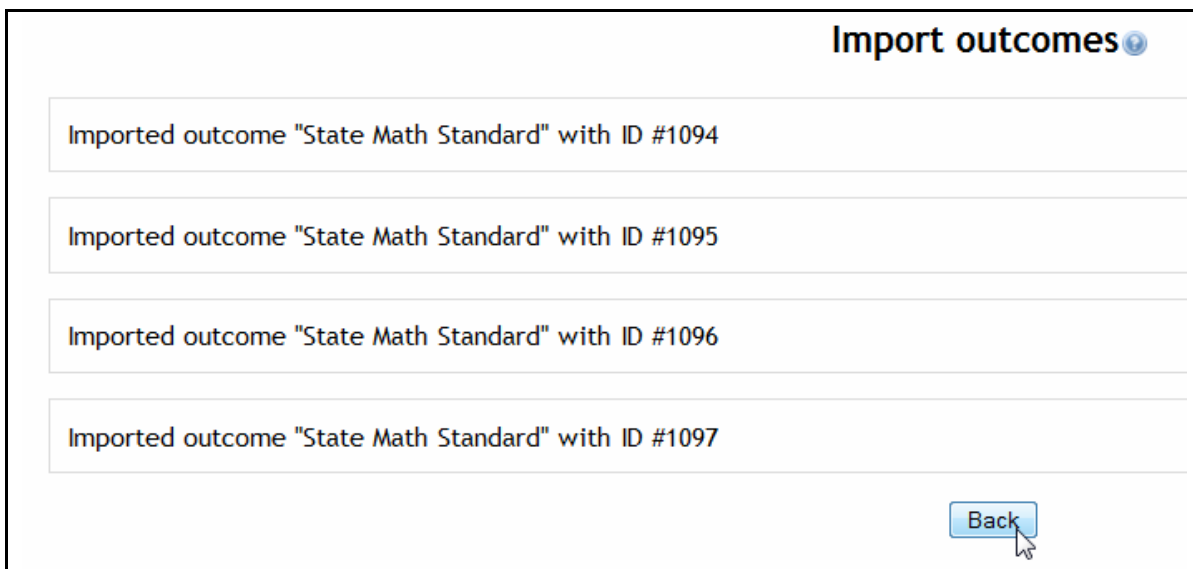 Import outcomes
Imported outcome "State Math Standard" with ID #1094
Imported outcome "State Math Standard" with ID #1095
Imported outcome "State Math Standard" with ID #1096
Imported outcome "State Math Standard" with ID #1097
Back